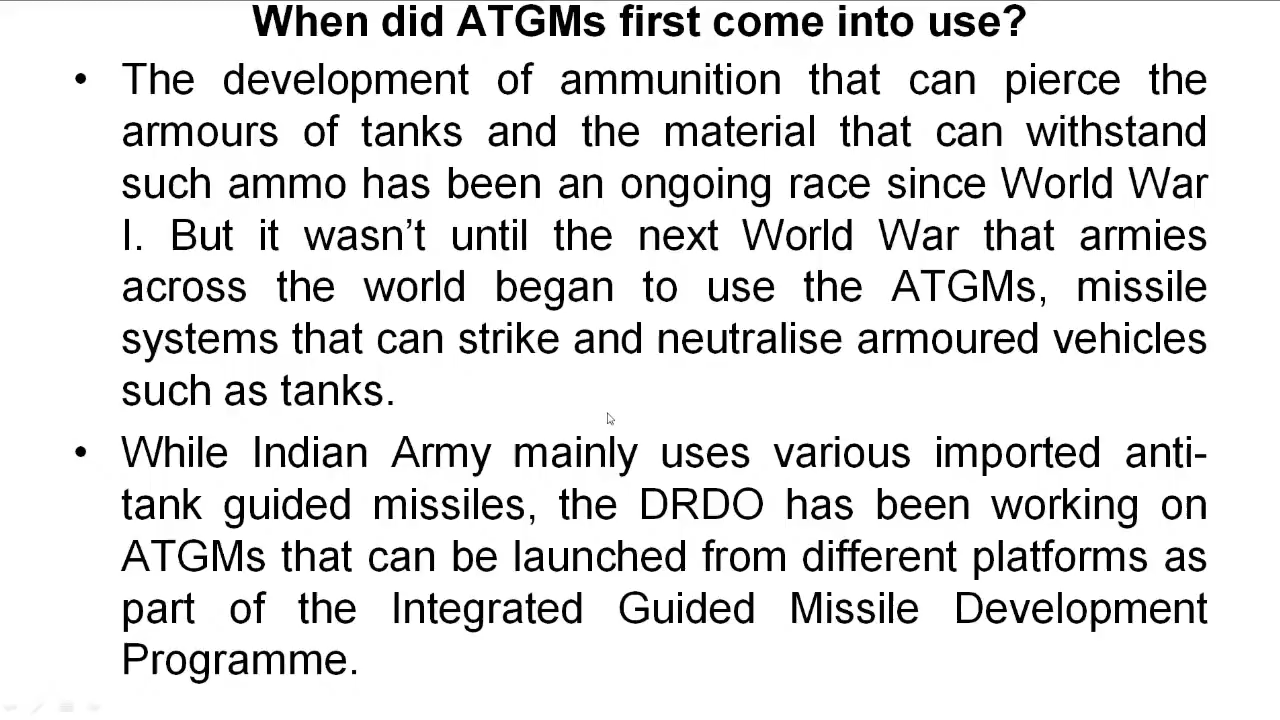 When did ATGMs first come into use?
• The development of ammunition that can pierce the
armours of tanks and the material that can withstand
such ammo has been an ongoing race since World War
I. But it wasn’t until the next World War that armies
across the world began to use the ATGMs, missile
systems that can strike and neutralise armoured vehicles
such as tanks.
• While Indian Army mainly uses various imported anti-
tank guided missiles, the DRDO has been working on
ATGMs that can be launched from different platforms as
part of the Integrated Guided Missile Development
Programme.